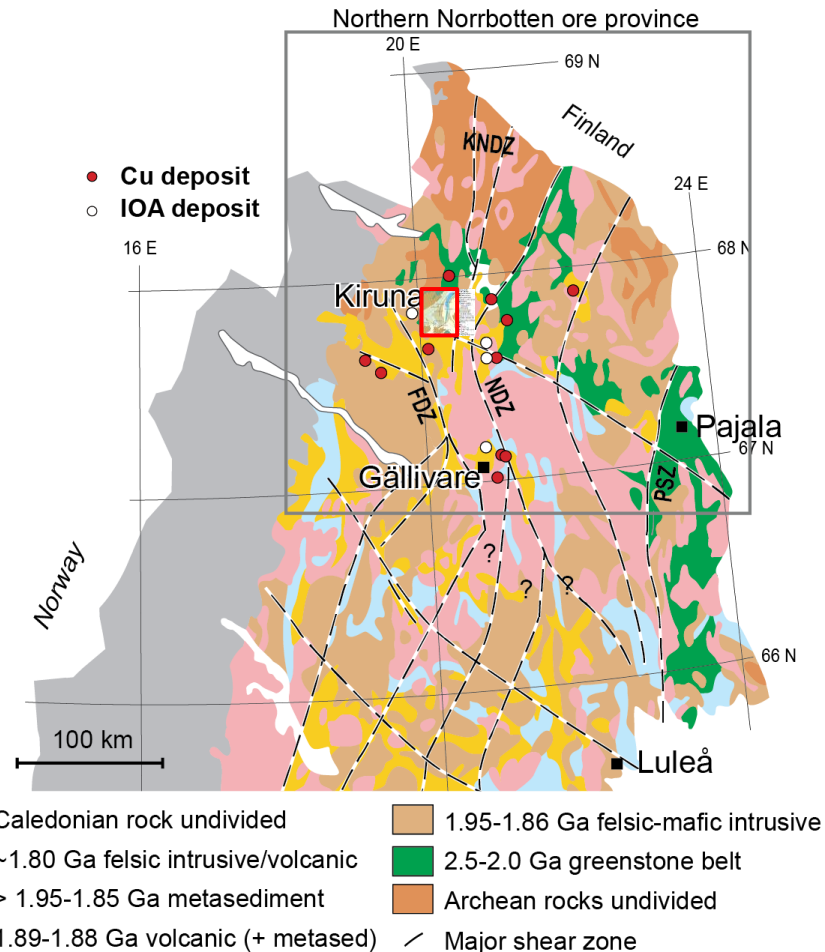 Northern Norrbotten ore province
20 E
69 N
Finland
KNDZ
Cu deposit
IOA deposit
24 E
16 E
68 N
Kiruna
FDZ
NDZ
Pajala
67 N
Gällivare
PSZ
?
?
?
Norway
66 N
100 km
Luleå
Caledonian rock undivided
1.95-1.86 Ga felsic-mafic intrusive
~1.80 Ga felsic intrusive/volcanic
2.5-2.0 Ga greenstone belt
> 1.95-1.85 Ga metasediment
Archean rocks undivided
1.89-1.88 Ga volcanic (+ metased)
Major shear zone